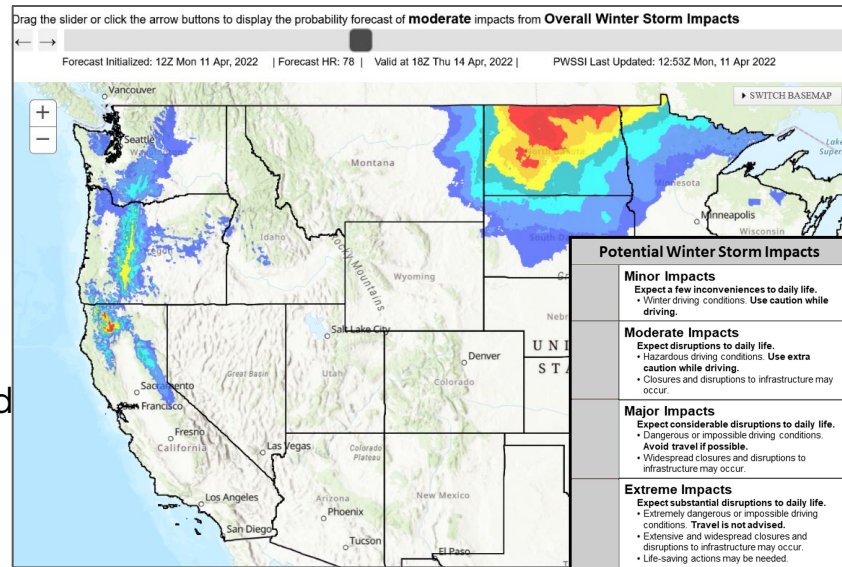 Drag the slider or click the arrow buttons to display the probability forecast of moderate impacts from Overall Winter Storm Impacts
← →
Forecast Initialized: 12Z Mon 11 Apr, 2022 | Forecast HR: 78 | Valid at 18Z Thu 14 Apr, 2022 | PWSSI Last Updated: 12:53Z Mon, 11 Apr 2022
+
−
▸ SWITCH BASEMAP
Vancouver
Seattle
Montana
Lake
Super
Minnesota
Minneapolis
Wisconsin
Oregon
Idaho
South Dakota
Rocky Mountains
Wyoming
Nebr
Salt Lake City
UNI
STA
Great Basin
Utah
Denver
Colorado
Sacramento
San Francisco
d
Fresno
California
Las Vegas
Colorado
Plateau
Los Angeles
Arizona
Phoenix
New Mexico
San Diego
Tucson
El Paso
Potential Winter Storm Impacts
Minor Impacts
Expect a few inconveniences to daily life.
• Winter driving conditions. Use caution while
driving.
Moderate Impacts
Expect disruptions to daily life.
• Hazardous driving conditions. Use extra
caution while driving.
• Closures and disruptions to infrastructure may
occur.
Major Impacts
Expect considerable disruptions to daily life.
• Dangerous or impossible driving conditions.
Avoid travel if possible.
• Widespread closures and disruptions to
infrastructure may occur.
Extreme Impacts
Expect substantial disruptions to daily life.
• Extremely dangerous or impossible driving
conditions. Travel is not advised.
• Extensive and widespread closures and
disruptions to infrastructure may occur.
• Life-saving actions may be needed.